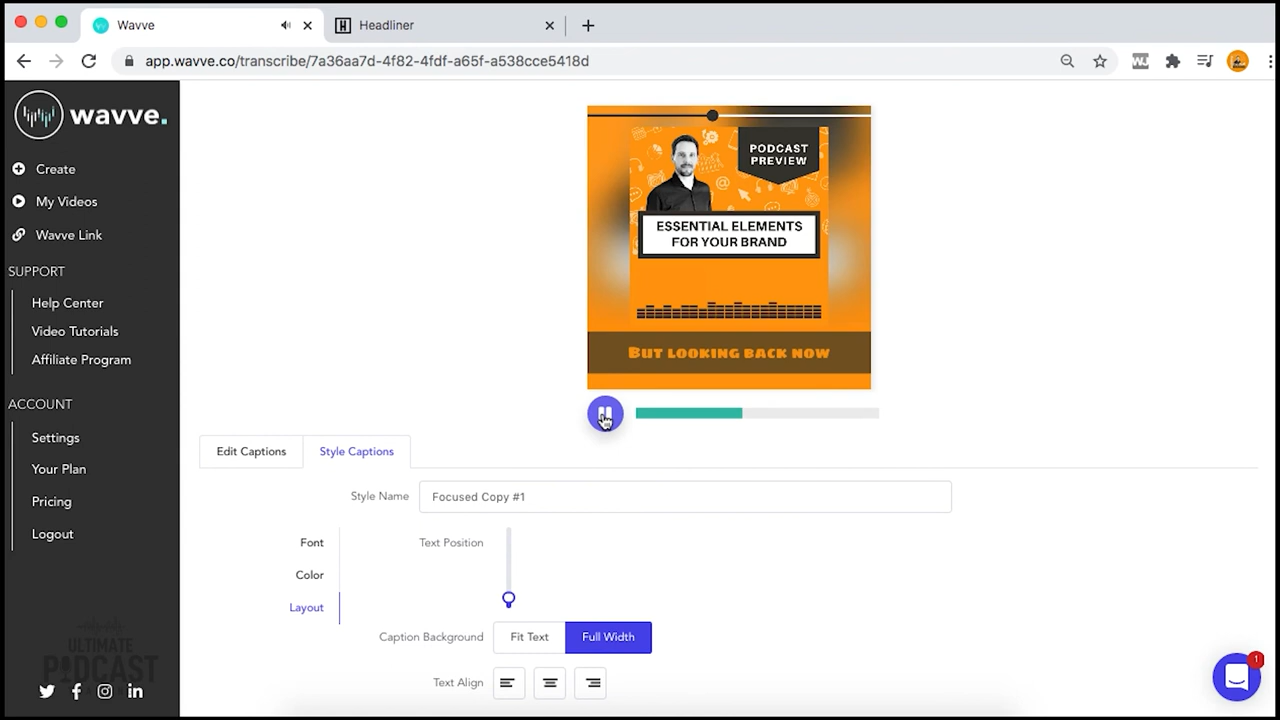 Wavve
Headiner
app.wavve.co/transcribe/7a36aa7d-4f82-4fdf-a65f-a538cce5418d
WJ
wavve.
Create
My Videos
Wavve Link
SUPPORT
Help Center
Video Tutorials
Affiliate Program
ACCOUNT
Settings
Your Plan
Pricing
Logout
ULTIMATE
PODCAST
PODCAST
PREVIEW
ESSENTIAL ELEMENTS
FOR YOUR BRAND
But looking back now
Edit Captions
Style Captions
Style Name
Focused Copy #1
Font
Text Position
Color
Layout
Caption Background
Fit Text
Full Width
Text Align
1